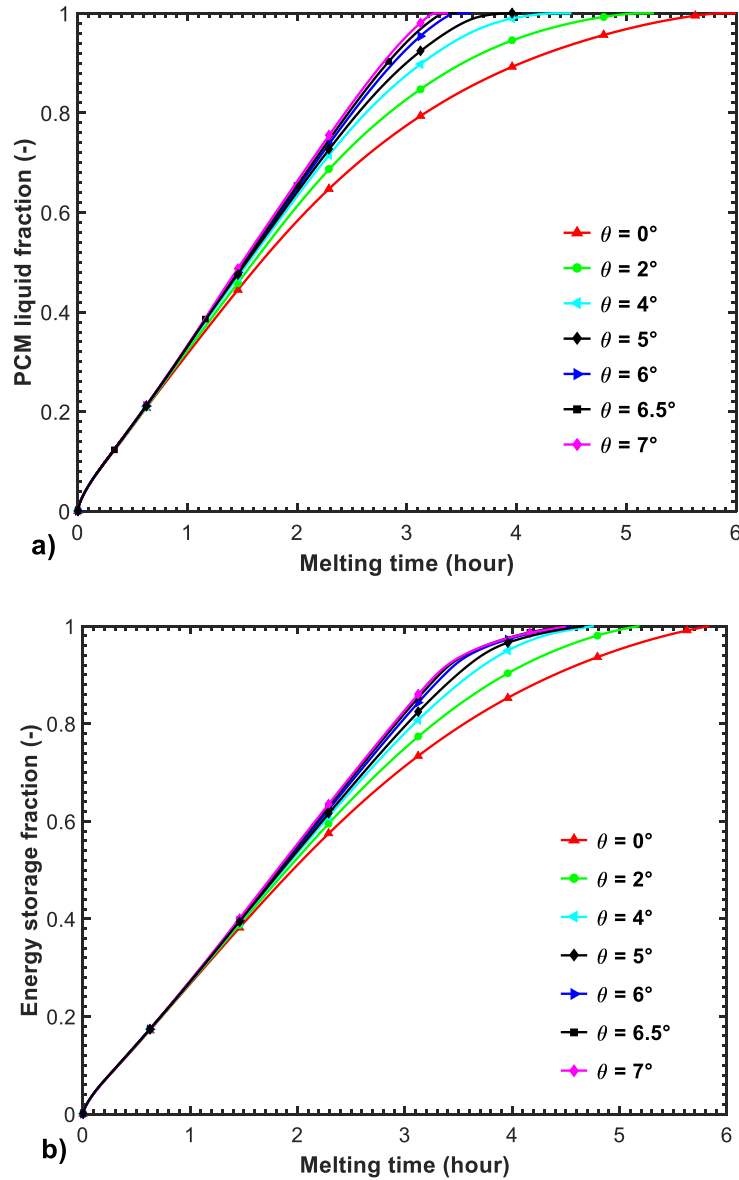 1
0.8
0.6
0.4
0.2
0
PCM liquid fraction (-)
θ = 0°
θ = 2°
θ = 4°
θ = 5°
θ = 6°
θ = 6.5°
θ = 7°
0 1 2 3 4 5 6
a)
Melting time (hour)
1
0.8
0.6
0.4
0.2
0
Energy storage fraction (-)
θ = 0°
θ = 2°
θ = 4°
θ = 5°
θ = 6°
θ = 6.5°
θ = 7°
0 1 2 3 4 5 6
b)
Melting time (hour)